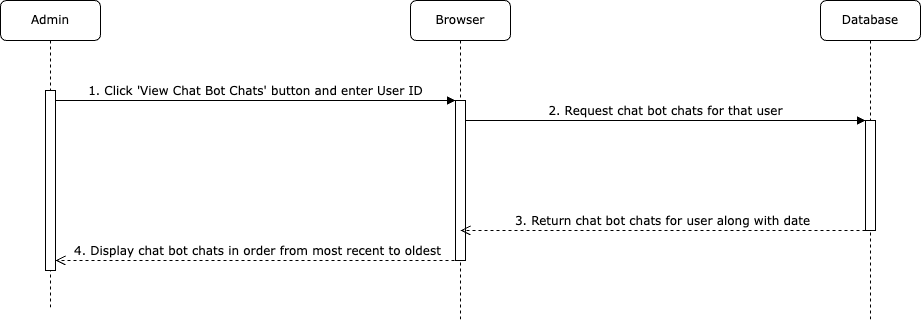 Admin
Browser
Database
1. Click 'View Chat Bot Chats' button and enter User ID
2. Request chat bot chats for that user
3. Return chat bot chats for user along with date
4. Display chat bot chats in order from most recent to oldest